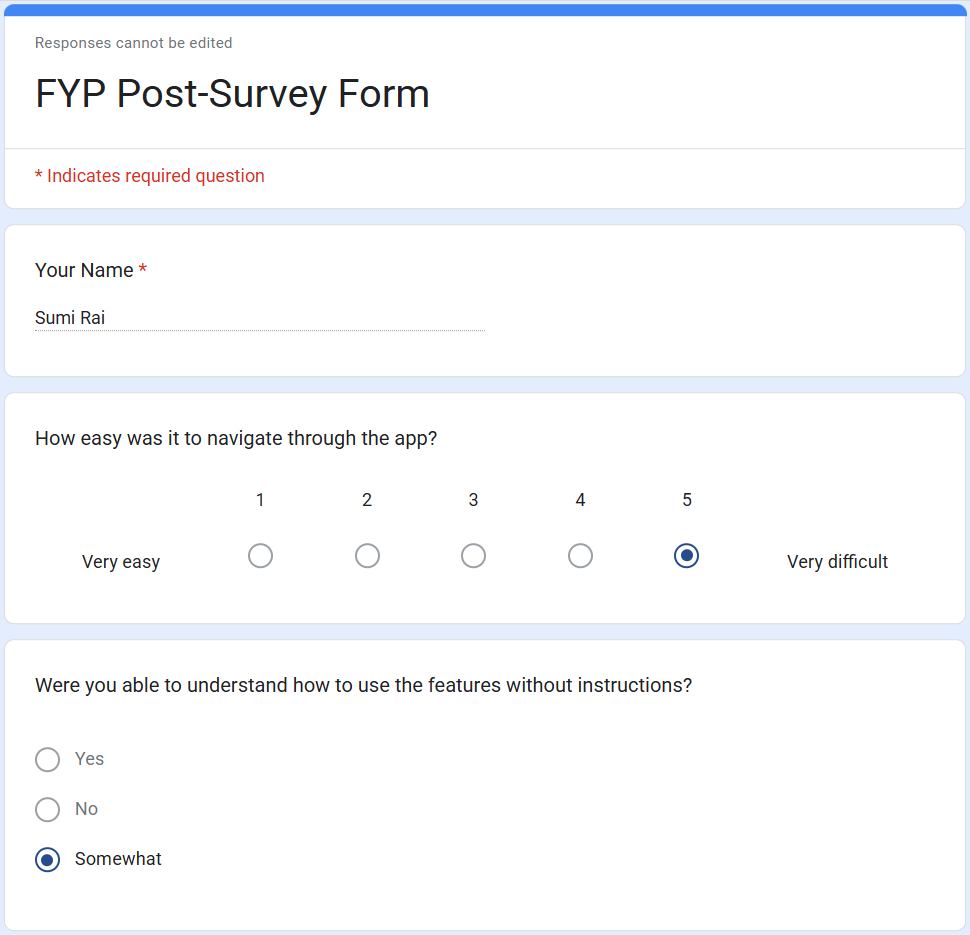 Responses cannot be edited
FYP Post-Survey Form
* Indicates required question
Your Name *
Sumi Rai
How easy was it to navigate through the app?
1 2 3 4 5
Very easy Very difficult
Were you able to understand how to use the features without instructions?
Yes
No
Somewhat